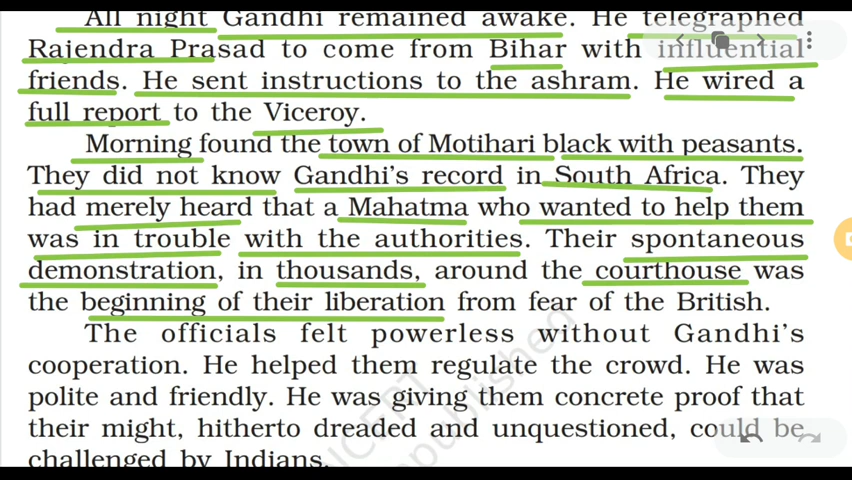 All night Gandhi remained awake. He telegraphed
Rajendra Prasad to come from Bihar with influential
friends. He sent instructions to the ashram. He wired a
full report to the Viceroy.
Morning found the town of Motihari black with peasants.
They did not know Gandhi's record in South Africa. They
had merely heard that a Mahatma who wanted to help them
was in trouble with the authorities. Their spontaneous
demonstration, in thousands, around the courthouse was
the beginning of their liberation from fear of the British.
The officials felt powerless without Gandhi's
cooperation. He helped them regulate the crowd. He was
polite and friendly. He was giving them concrete proof that
their might, hitherto dreaded and unquestioned, could be
challenged by Indians.